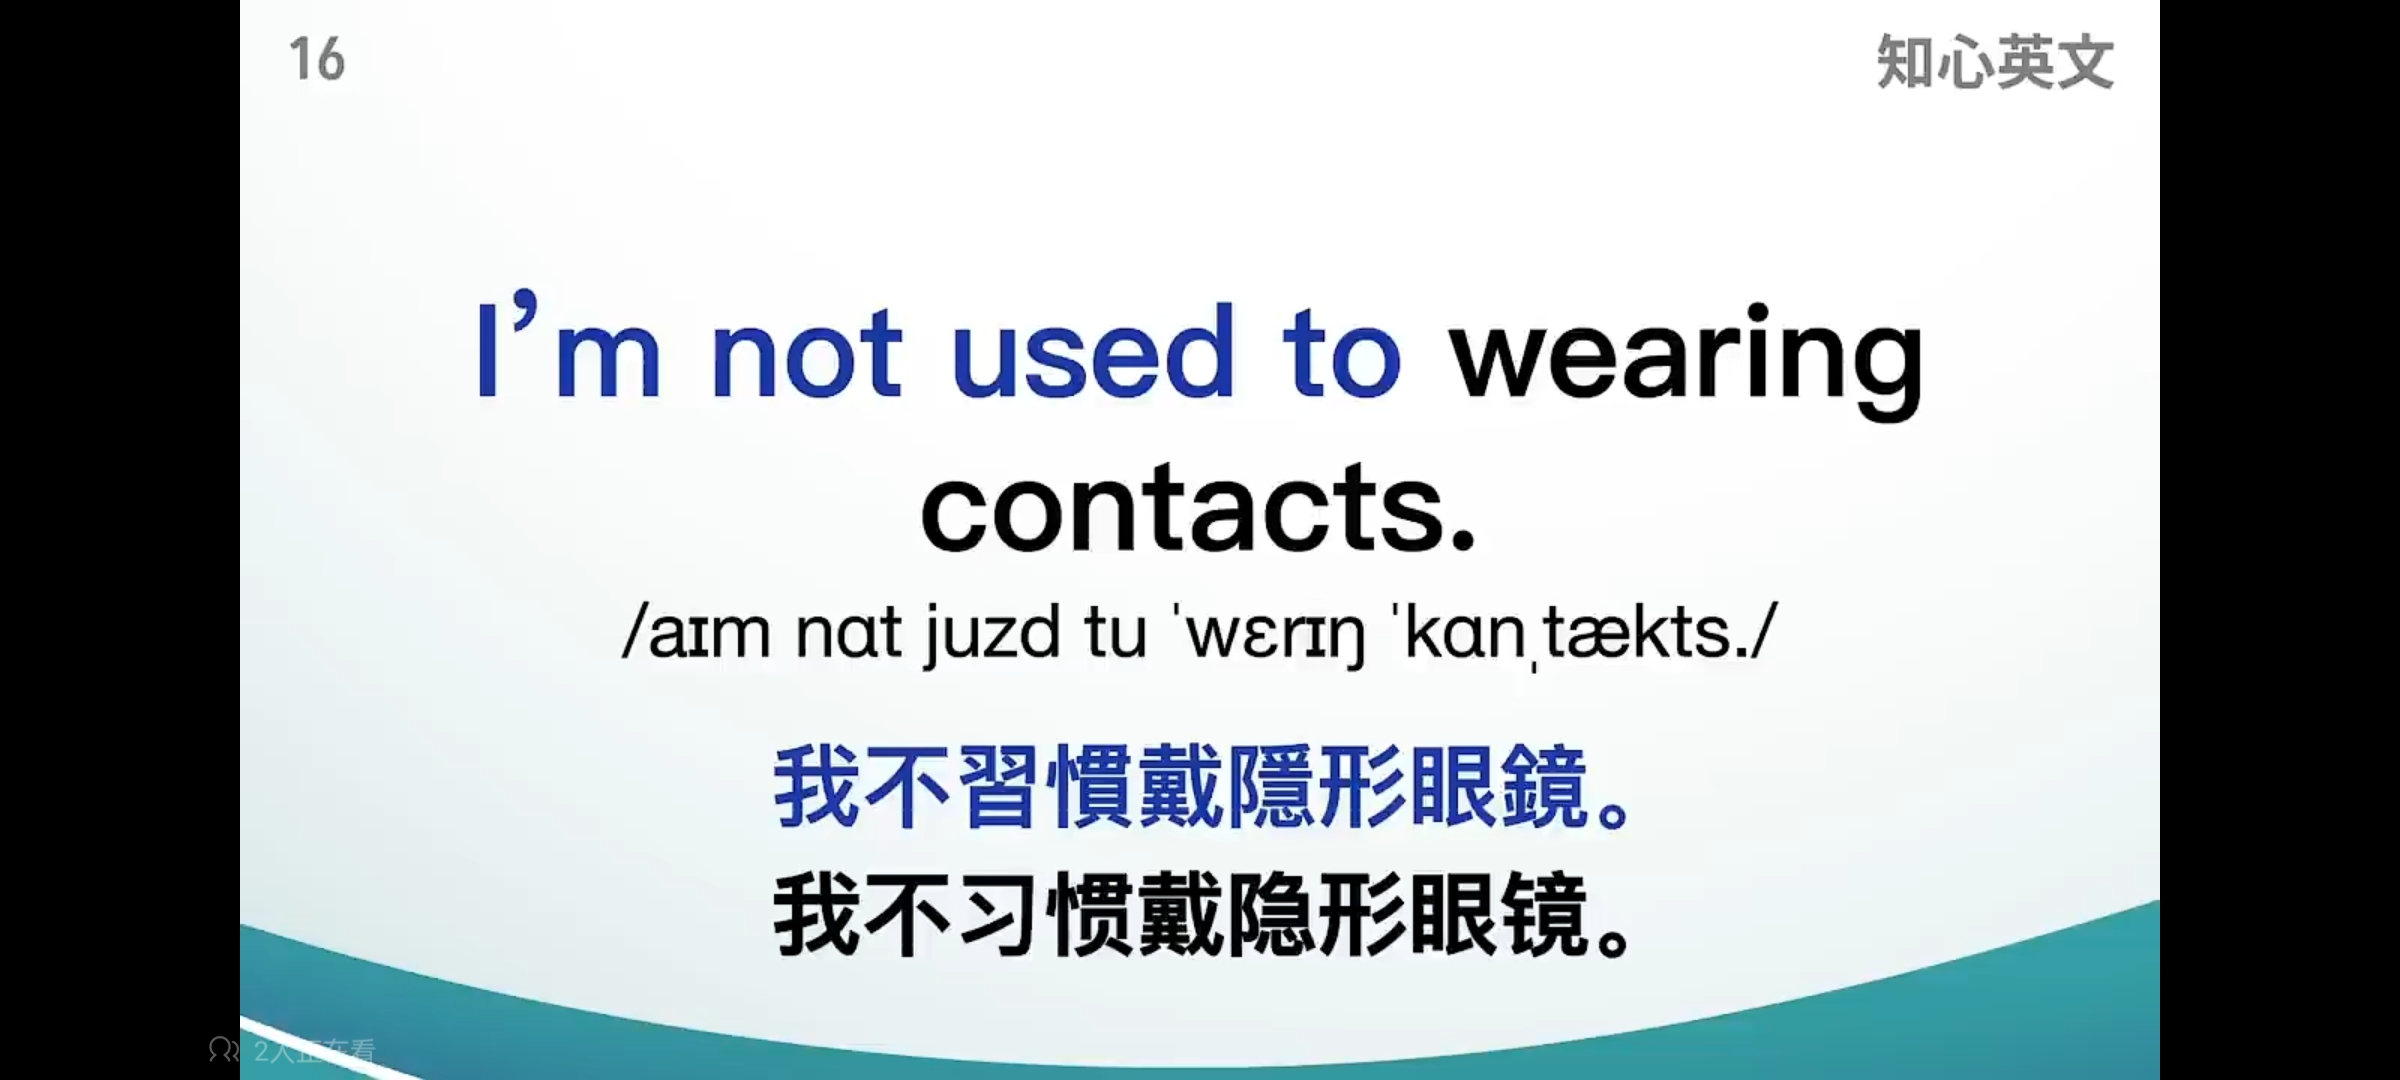 16
知心英文
I’m not used to wearing
contacts.
/aɪm nɑt juzd tu ˈwɛrɪŋ ˈkɑnˌtækts./
我不習慣戴隱形眼鏡。
我不习惯戴隐形眼镜。
2人正在看